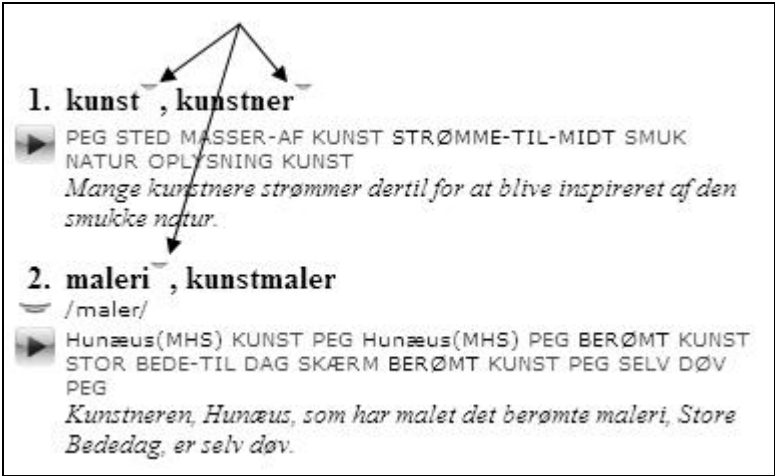 1. kunst , kunstner
PEG STED MASSER-AF KUNST STRØMME-TIL-MIDT SMUK
NATUR OPLYSNING KUNST
Mange kunstnere strømmer dertil for at blive inspireret af den
smukke natur.
2. maleri , kunstmaler
/maler/
Hunæus(MHS) KUNST PEG Hunæus(MHS) PEG BERØMT KUNST
STOR BEDE-TIL DAG SKÆRM BERØMT KUNST PEG SELV DØV
PEG
Kunstneren, Hunæus, som har malet det berømte maleri, Store
Bededag, er selv døv.